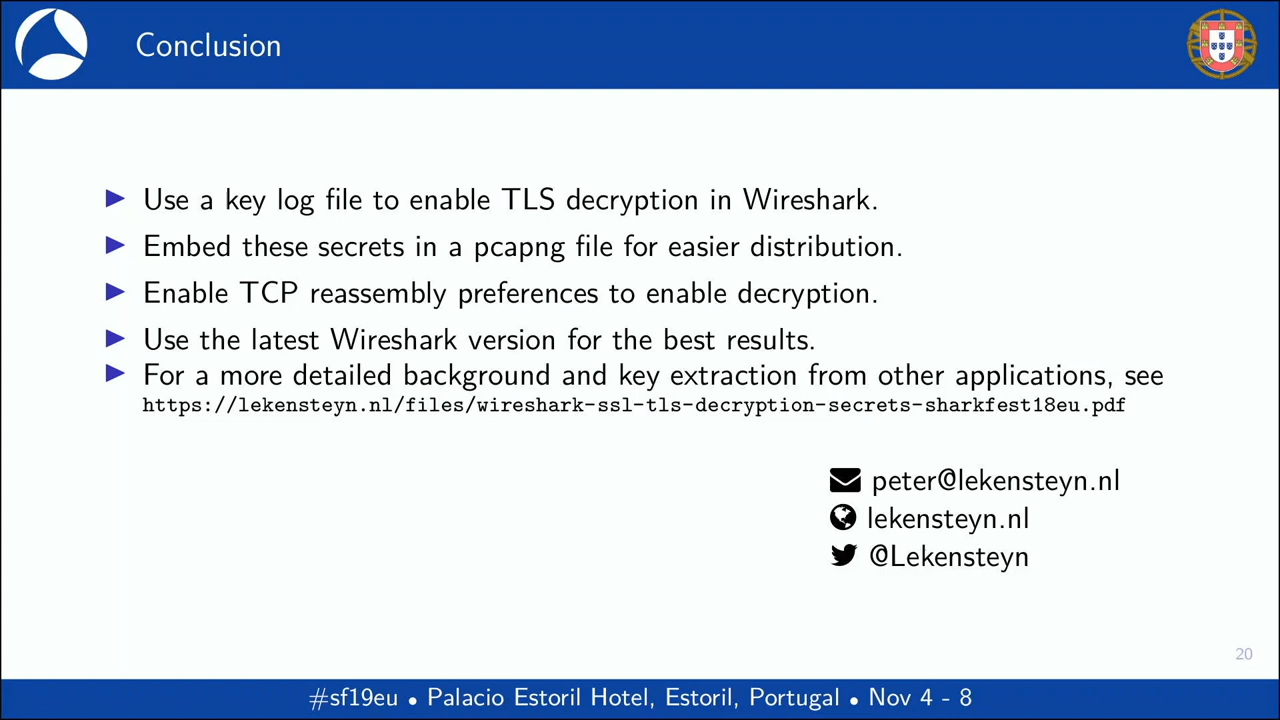 Conclusion
Use a key log file to enable TLS decryption in Wireshark.
Embed these secrets in a pcapng file for easier distribution.
Enable TCP reassembly preferences to enable decryption.
Use the latest Wireshark version for the best results.
For a more detailed background and key extraction from other applications, see
https://lekensteyn.nl/files/wireshark-ssl-tls-decryption-secrets-sharkfest18eu.pdf
peter@lekensteyn.nl
lekensteyn.nl
@Lekensteyn
20
#sf19eu • Palacio Estoril Hotel, Estoril, Portugal • Nov 4 - 8